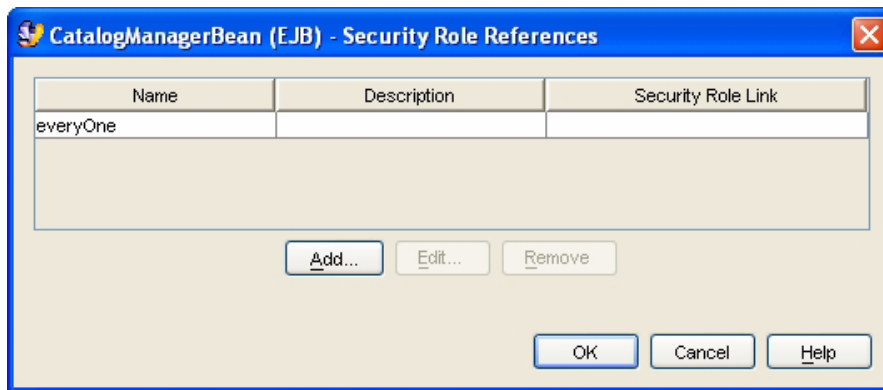 CatalogManagerBean (EJB) - Security Role References
Name Description Security Role Link
everyOne
Add... Edit... Remove
OK Cancel Help